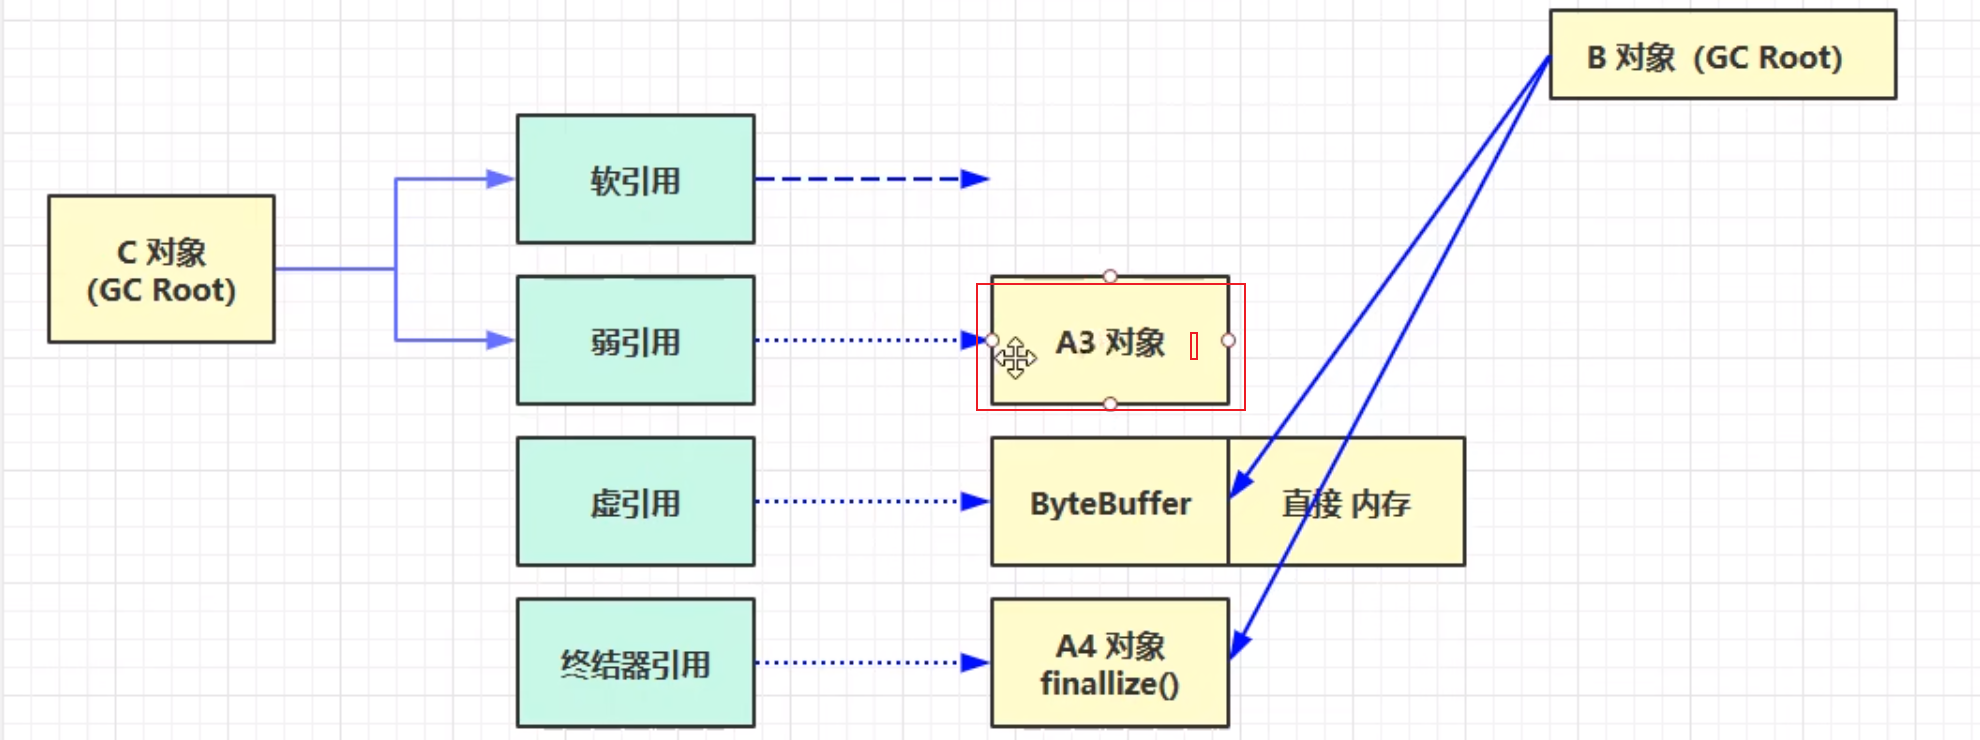 B 对象 (GC Root)
软引用
C 对象
(GC Root)
弱引用
A3 对象
虚引用
ByteBuffer
直接 内存
终结器引用
A4 对象
finallize()